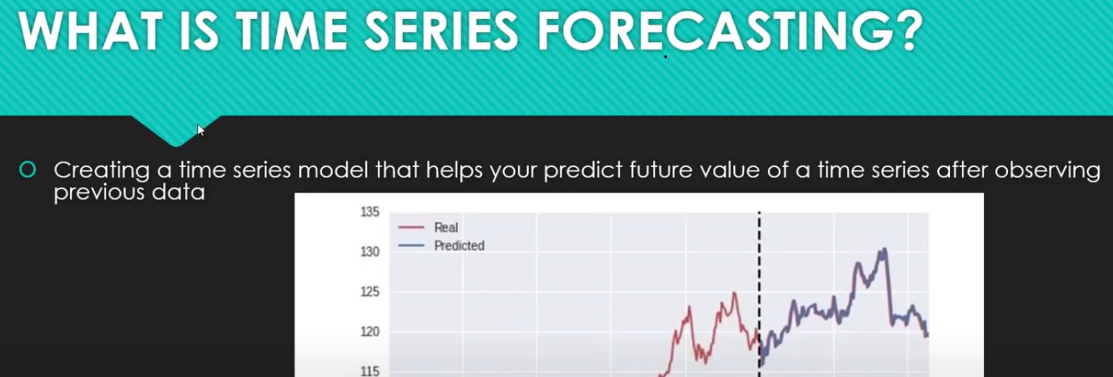 WHAT IS TIME SERIES FORECASTING?
Creating a time series model that helps your predict future value of a time series after observing
previous data
135
Real
Predicted
130
125
120
115